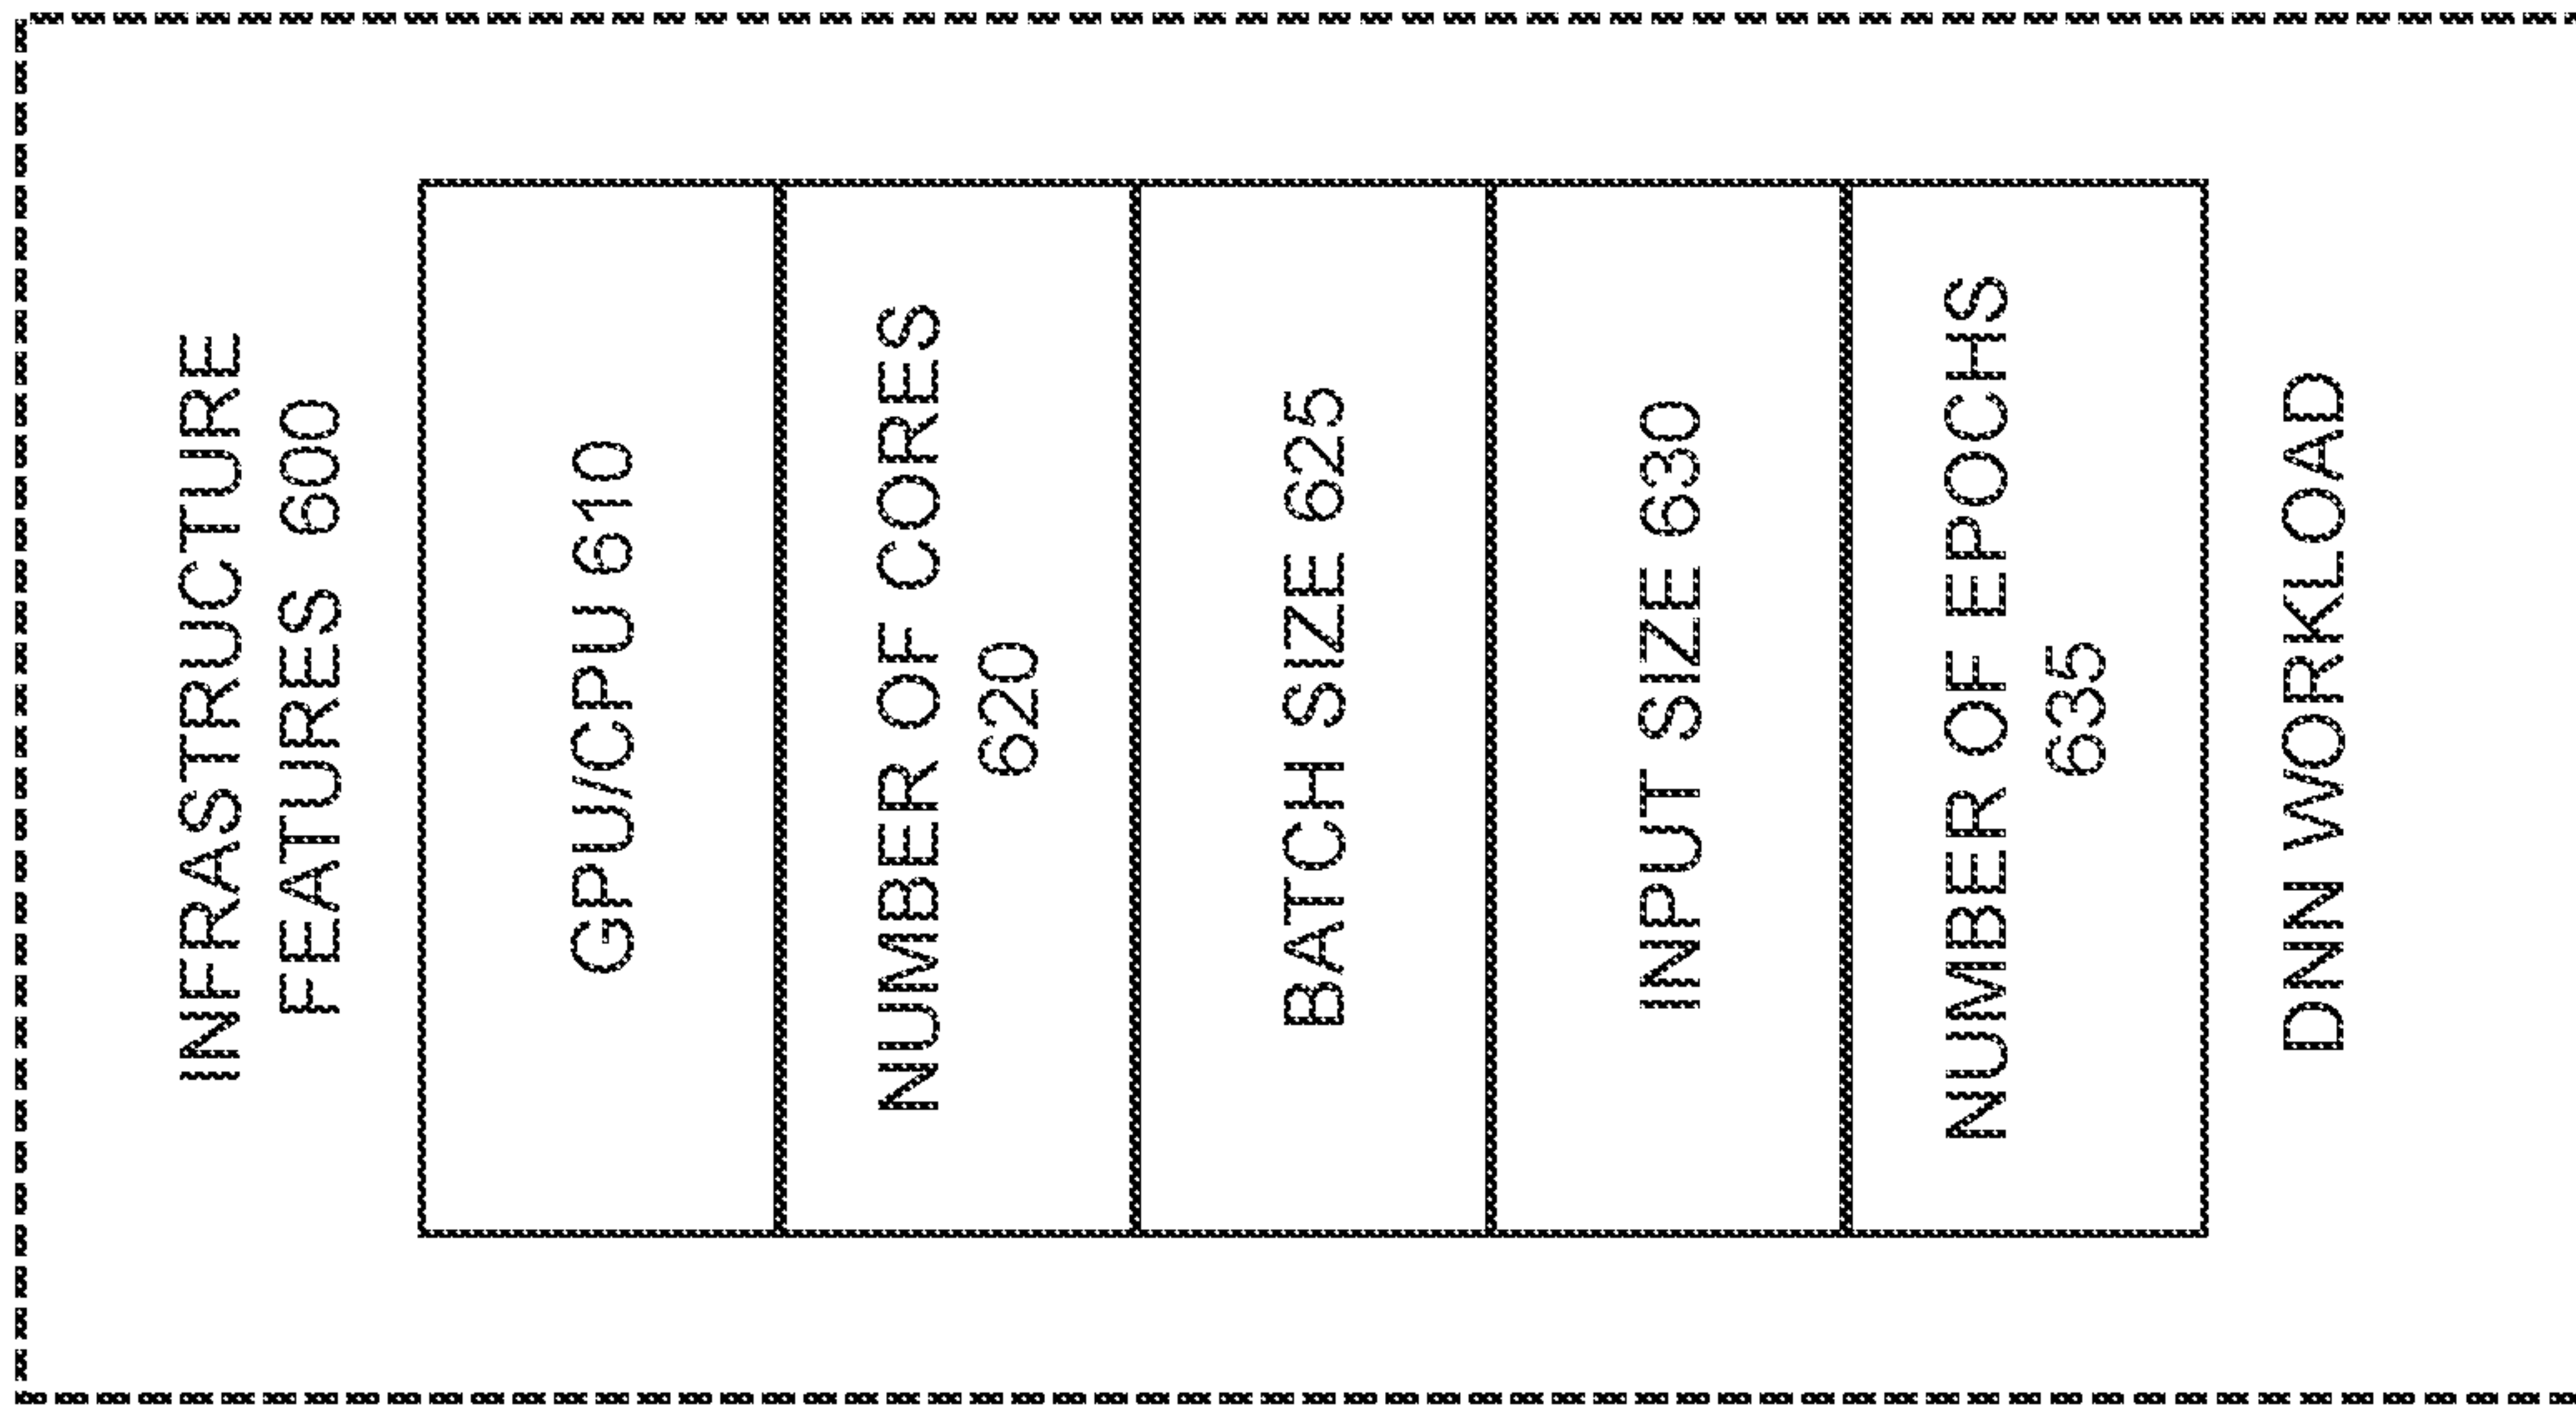 INFRASTRUCTURE
FEATURES 600
GPU/CPU 610
NUMBER OF CORES
620
BATCH SIZE 625
INPUT SIZE 630
NUMBER OF EPOCHS
635
DNN WORKLOAD